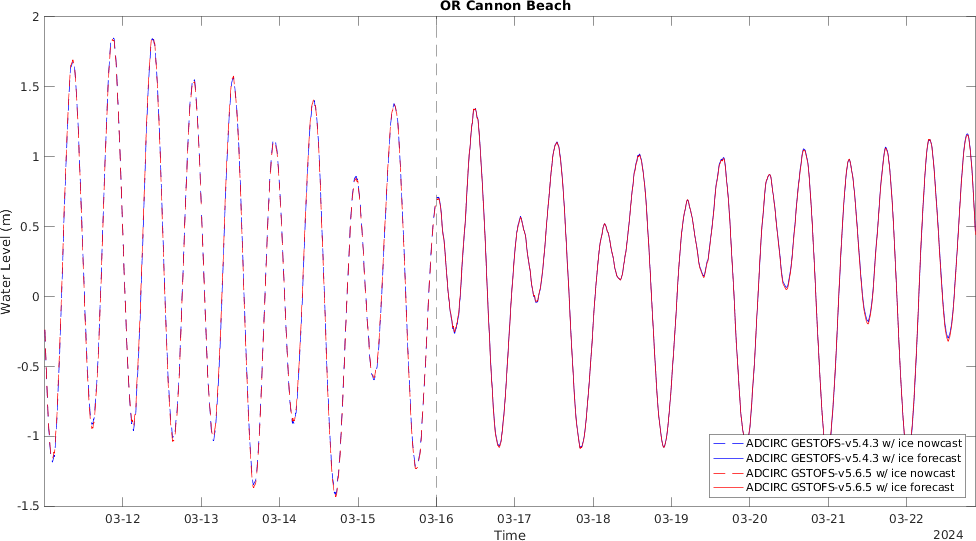 OR Cannon Beach
2
1.5
1
0.5
0
-0.5
-1
-1.5
Water Level (m)
ADCIRC GESTOFS-v5.4.3 w/ ice nowcast
ADCIRC GESTOFS-v5.4.3 w/ ice forecast
ADCIRC GSTOFS-v5.6.5 w/ ice nowcast
ADCIRC GSTOFS-v5.6.5 w/ ice forecast
03-12 03-13 03-14 03-15 03-16 03-17 03-18 03-19 03-20 03-21 03-22
Time
2024